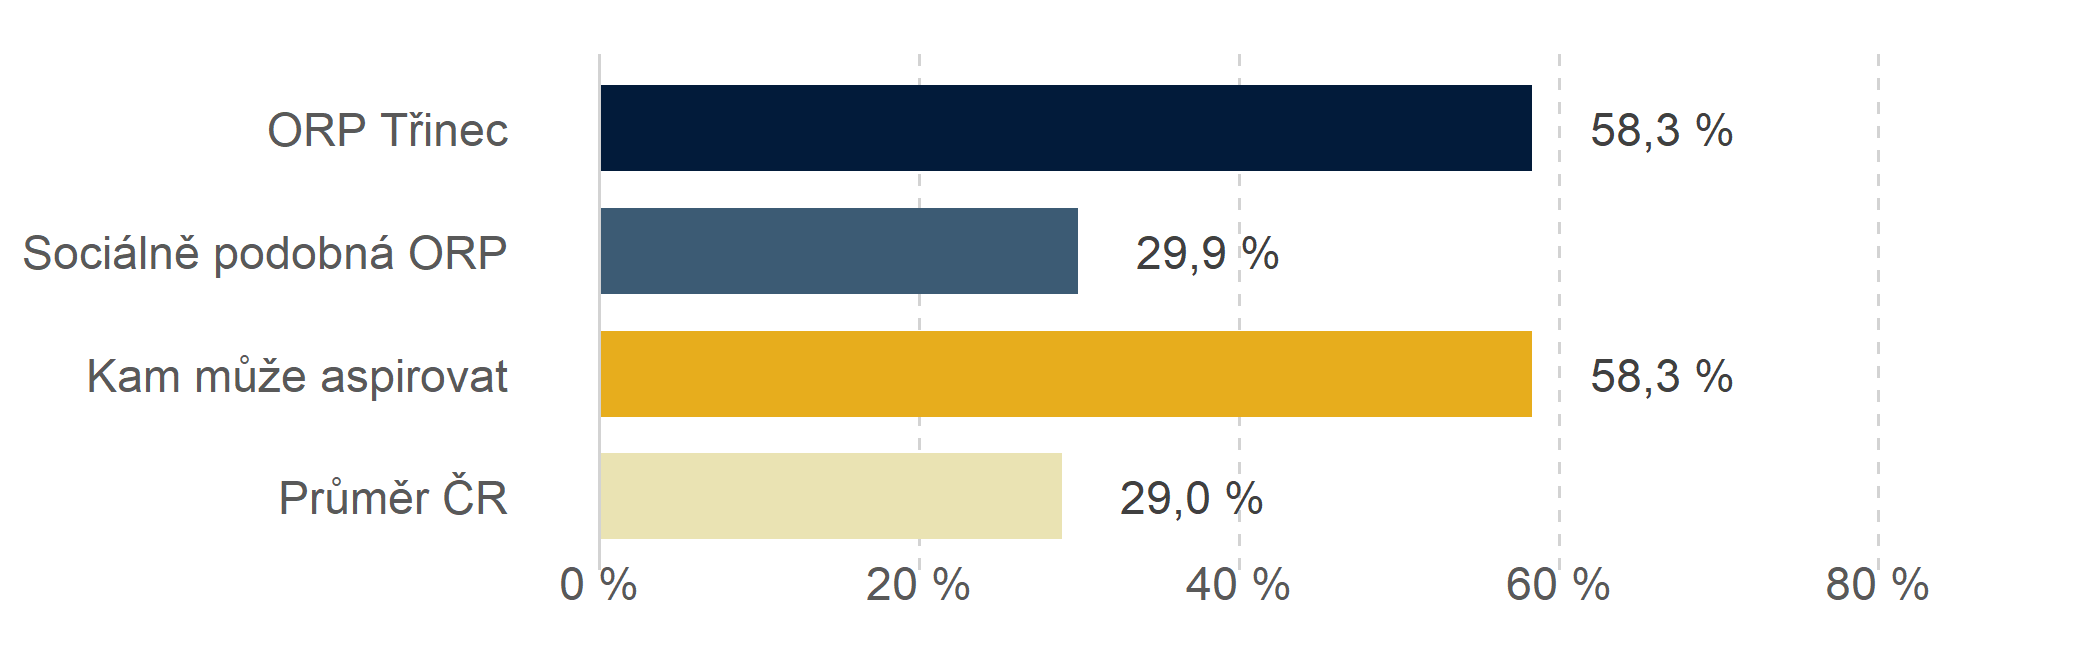 ORP Třinec
58,3 %
Sociálně podobná ORP
29,9 %
Kam může aspirovat
58,3 %
Průměr ČR
29,0 %
0 % 20 % 40 % 60 % 80 %